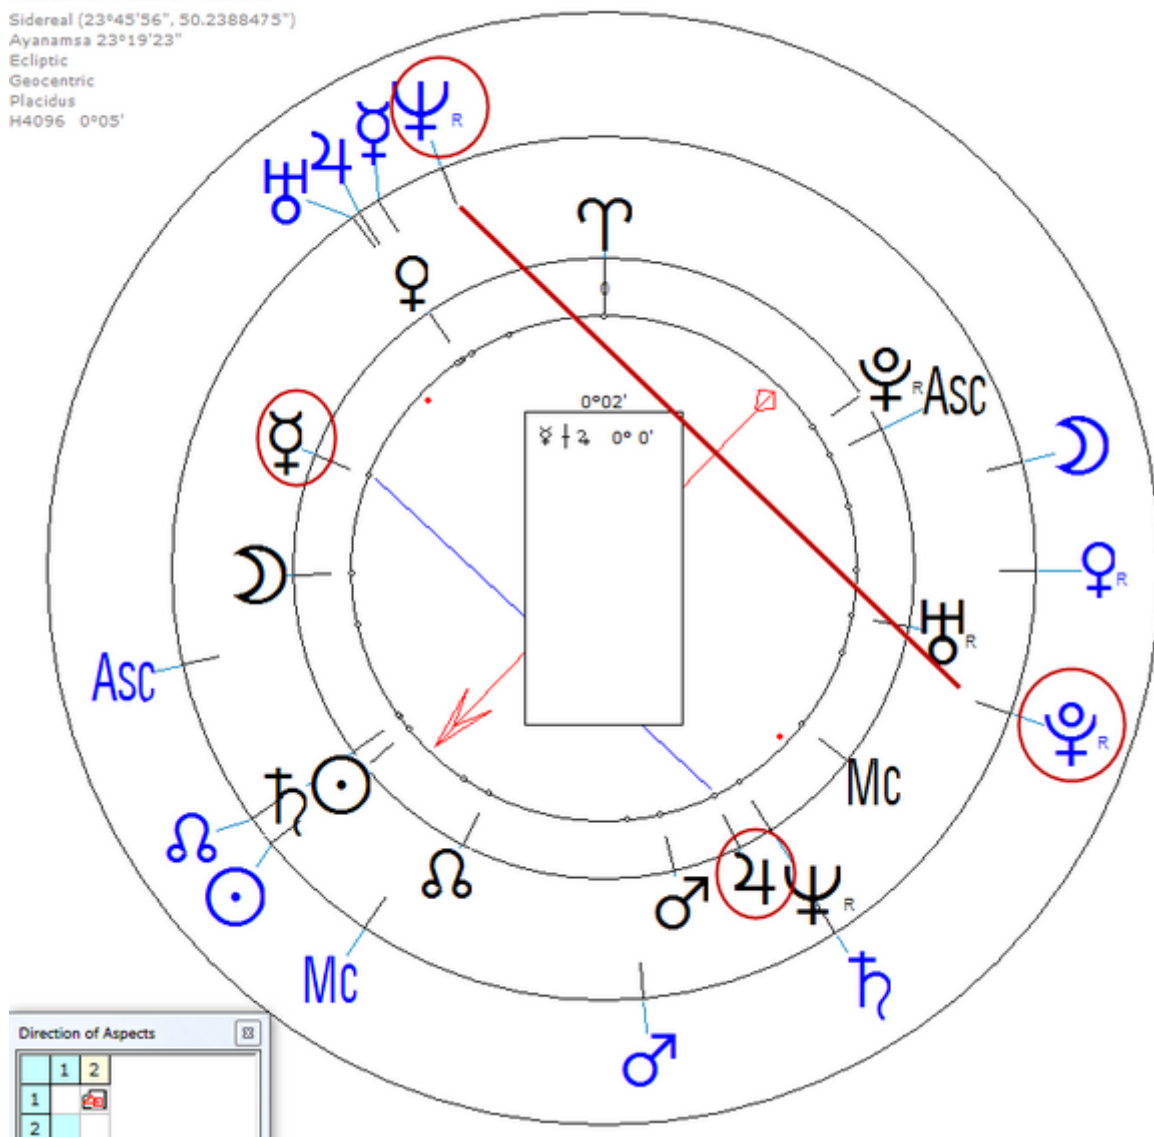 Sidereal (23°45'56", 50.2388475")
Ayanamsa 23°19'23"
Ecliptic
Geocentric
Placidus
H4096 0°05'
♆ R
☿
♃
♅
♈
♀
0
♇ R Asc
☽
0°02'
☿ ⟊ ♃ 0° 0'
☿
☽
♀ R
♅ R
Asc
♇ R
♄ ☉
Mc
☊
☉
☊
♂ ♃ ♆ R
Mc
♄
♂
Direction of Aspects
1 2
1
2